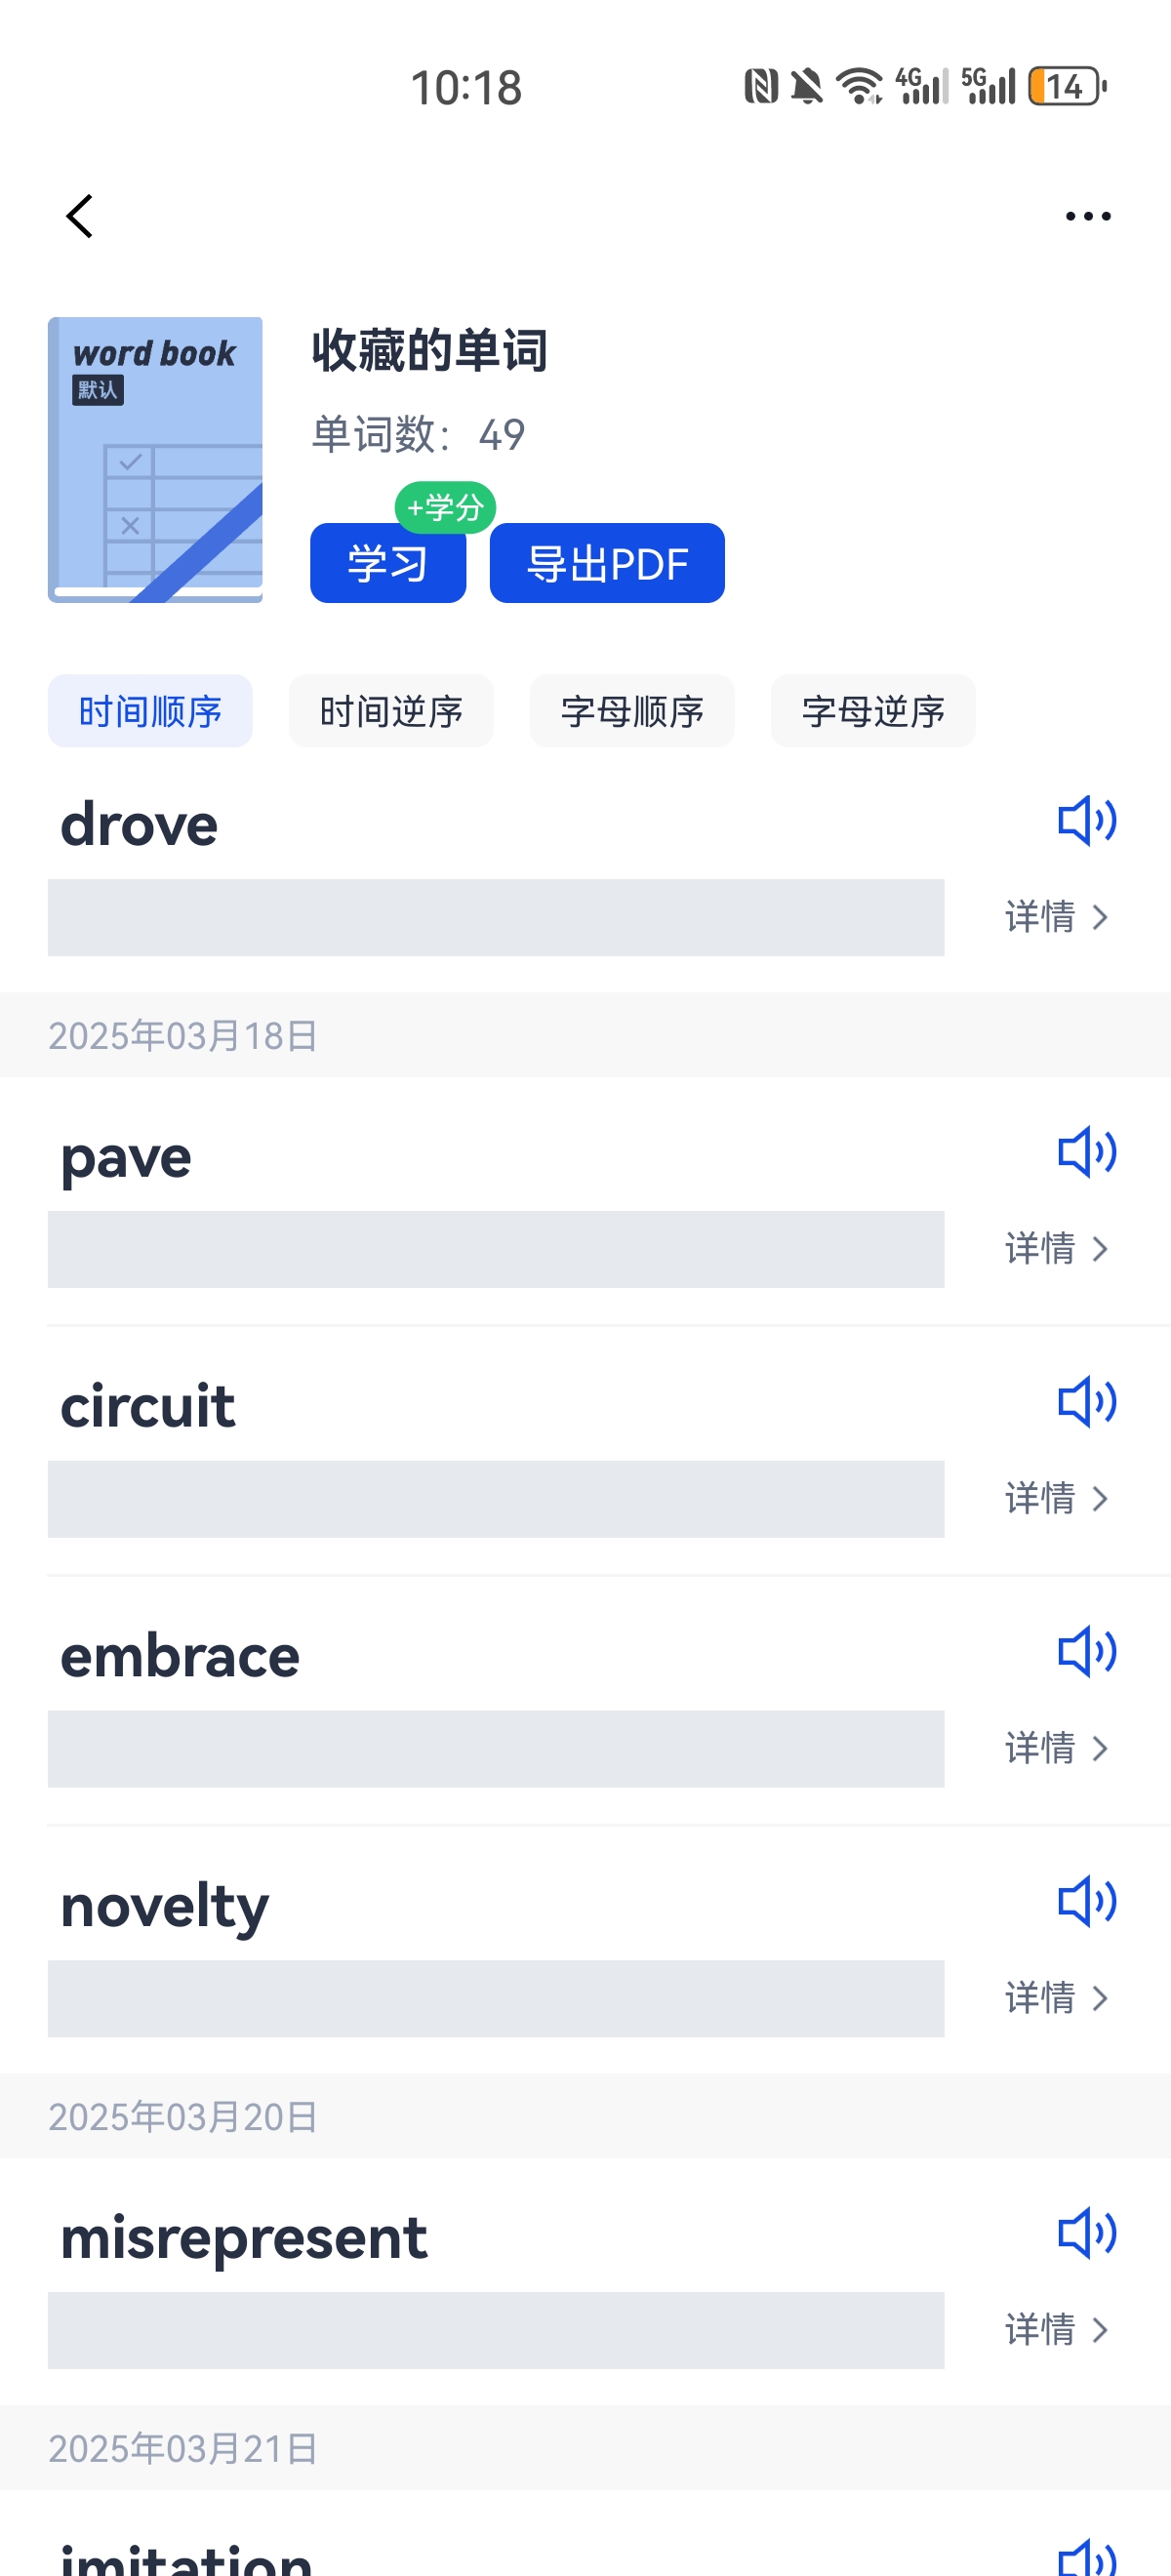 10:18
4G 5G 14
word book
默认
收藏的单词
单词数：49
+学分
学习 导出PDF
时间顺序 时间逆序 字母顺序 字母逆序
drove
详情
2025年03月18日
pave
详情
circuit
详情
embrace
详情
novelty
详情
2025年03月20日
misrepresent
详情
2025年03月21日
imitation